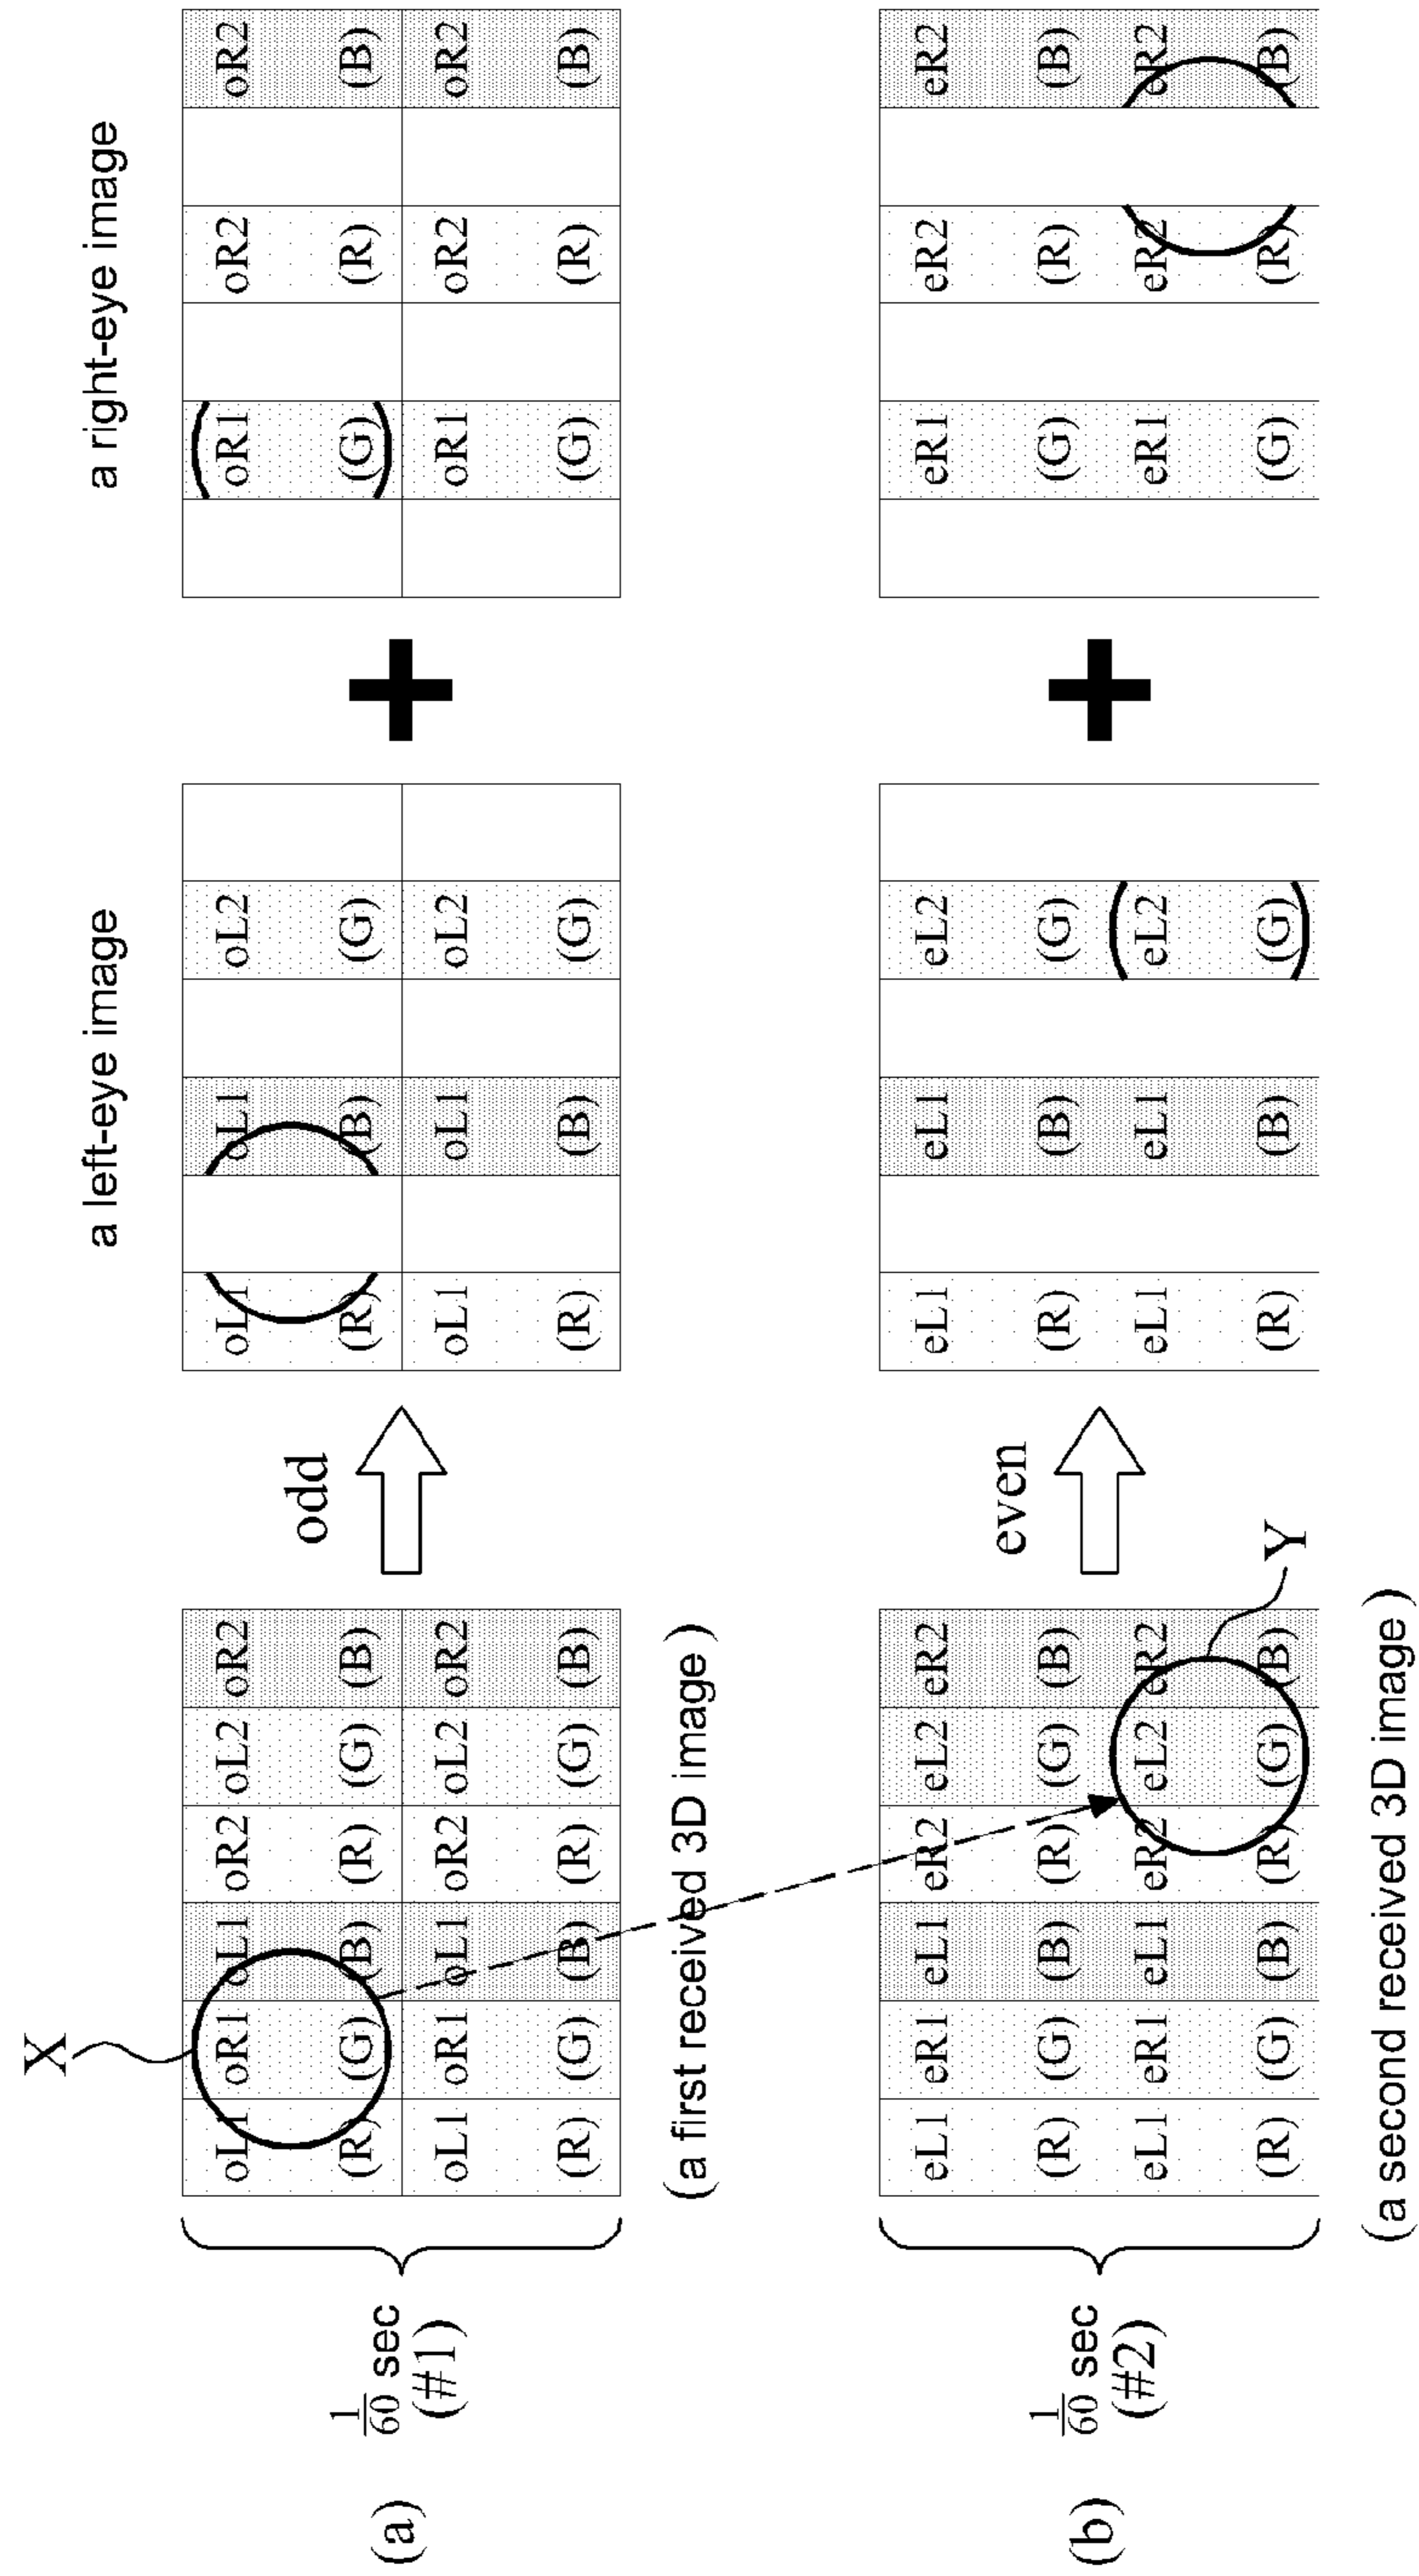 a left-eye image
a right-eye image
X
(a)
1/60 sec
(#1)
oL1 oR1 oL1 oR2 oL2 oR2
(R) (G) (B) (R) (G) (B)
oL1 oR1 oL1 oR2 oL2 oR2
(R) (G) (B) (R) (G) (B)
(a first received 3D image)
odd
oL1 oL1 oL2
(R) (B) (G)
oL1 oL1 oL2
(R) (B) (G)
+
oR1 oR2 oR2
(G) (R) (B)
oR1 oR2 oR2
(G) (R) (B)
(b)
1/60 sec
(#2)
eL1 eR1 eL1 eR2 eL2 eR2
(R) (G) (B) (R) (G) (B)
eL1 eR1 eL1 eR2 eL2 eR2
(R) (G) (B) (R) (G) (B)
Y
(a second received 3D image)
even
eL1 eL1 eL2
(R) (B) (G)
eL1 eL1 eL2
(R) (B) (G)
+
eR1 eR2 eR2
(G) (R) (B)
eR1 eR2 eR2
(G) (R) (B)